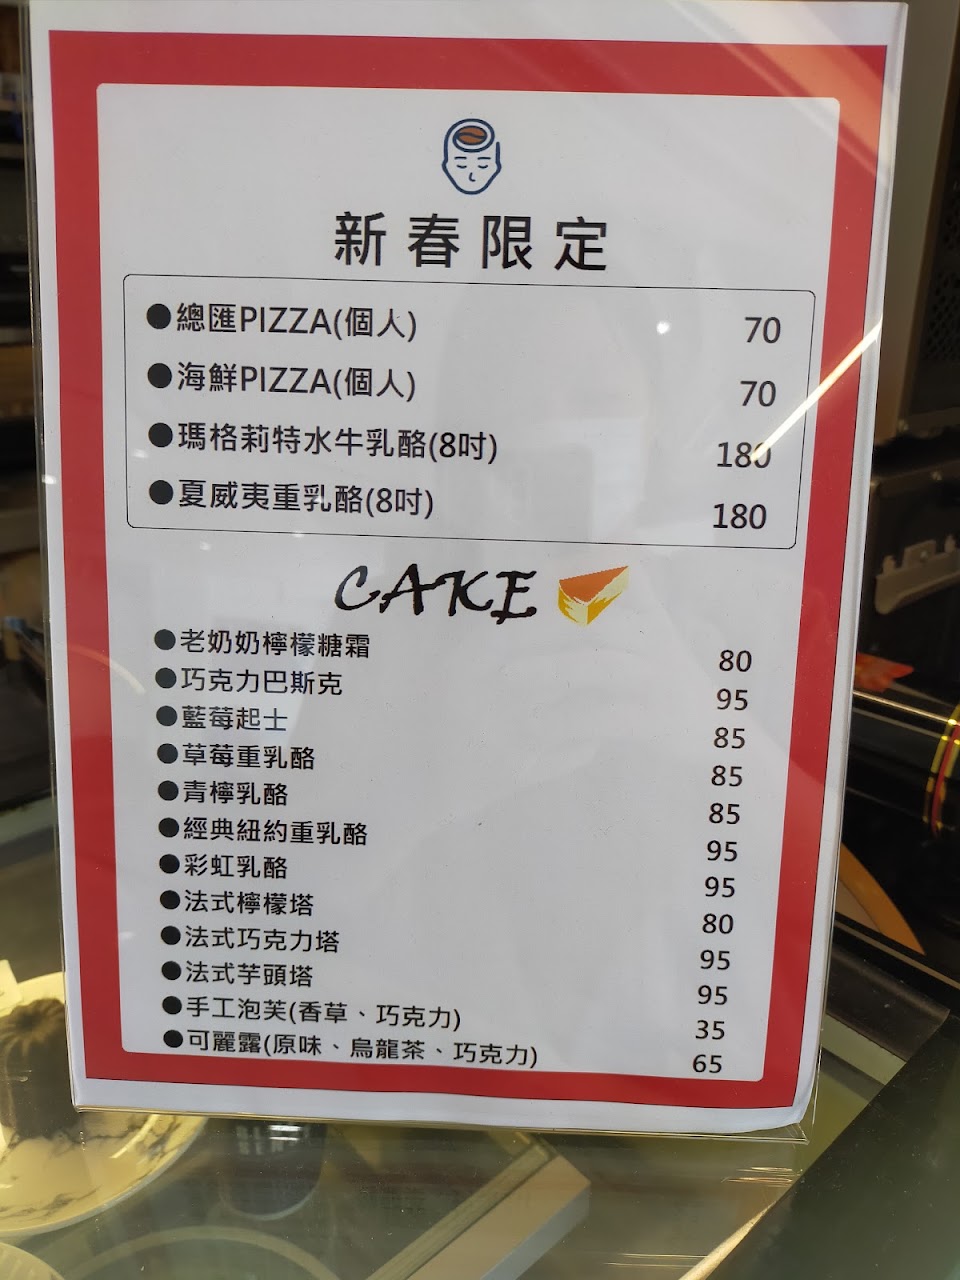 新春限定
●總匯PIZZA(個人) 70
●海鮮PIZZA(個人) 70
●瑪格莉特水牛乳酪(8吋) 180
●夏威夷重乳酪(8吋) 180
CAKE
●老奶奶檸檬糖霜 80
●巧克力巴斯克 95
●藍莓起士 85
●草莓重乳酪 85
●青檸乳酪 85
●經典紐約重乳酪 95
●彩虹乳酪 95
●法式檸檬塔 80
●法式巧克力塔 95
●法式芋頭塔 95
●手工泡芙(香草、巧克力) 35
●可麗露(原味、烏龍茶、巧克力) 65